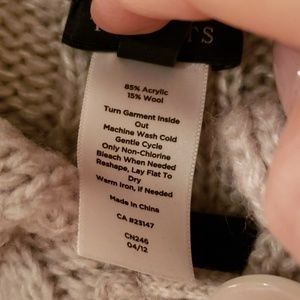 85% Acrylic
15% Wool
Turn Garment Inside
Out
Machine Wash Cold
Gentle Cycle
Only Non-Chlorine
Bleach When Needed
Reshape, Lay Flat To
Dry
Warm Iron, If Needed
Made in China
CA #23147
CN246
04/12